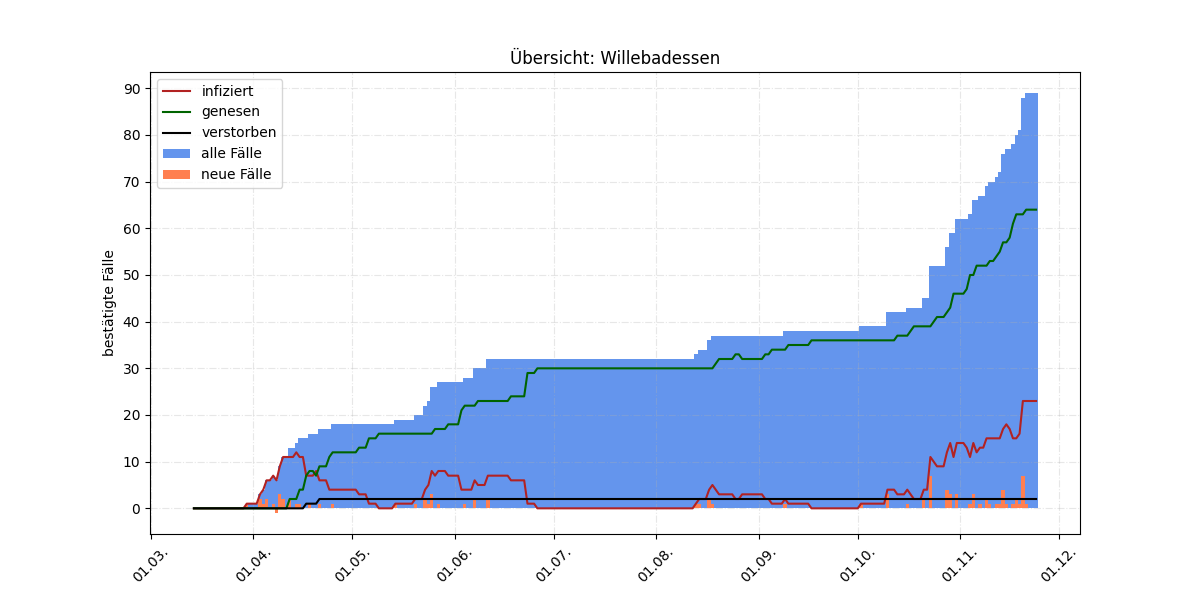 Übersicht: Willebadessen
infiziert
genesen
verstorben
alle Fälle
neue Fälle
bestätigte Fälle
90
80
70
60
50
40
30
20
10
0
01.03.
01.04.
01.05.
01.06.
01.07.
01.08.
01.09.
01.10.
01.11.
01.12.